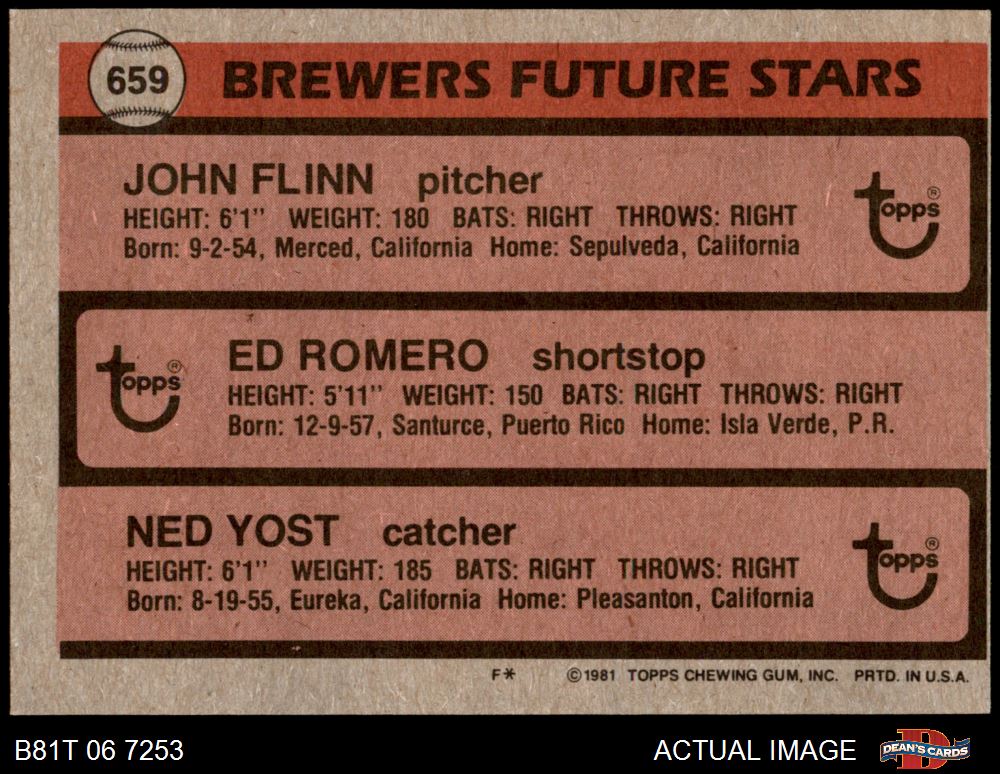 659
BREWERS FUTURE STARS
JOHN FLINN pitcher
HEIGHT: 6'1" WEIGHT: 180 BATS: RIGHT THROWS: RIGHT
Born: 9-2-54, Merced, California Home: Sepulveda, California
Topps ®
ED ROMERO shortstop
HEIGHT: 5'11" WEIGHT: 150 BATS: RIGHT THROWS: RIGHT
Born: 12-9-57, Santurce, Puerto Rico Home: Isla Verde, P.R.
Topps ®
NED YOST catcher
HEIGHT: 6'1" WEIGHT: 185 BATS: RIGHT THROWS: RIGHT
Born: 8-19-55, Eureka, California Home: Pleasanton, California
Topps ®
F* ©1981 TOPPS CHEWING GUM, INC. PRTD. IN U.S.A.
B81T 06 7253
ACTUAL IMAGE
DEAN'S CARDS